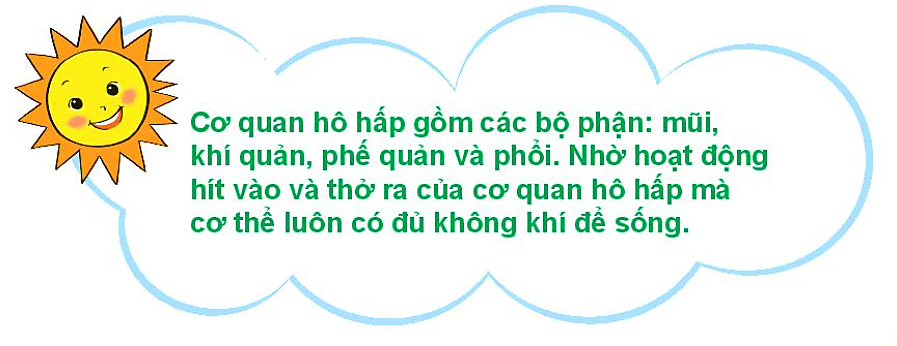 Cơ quan hô hấp gồm các bộ phận: mũi,
khí quản, phế quản và phổi. Nhờ hoạt động
hít vào và thở ra của cơ quan hô hấp mà
cơ thể luôn có đủ không khí để sống.